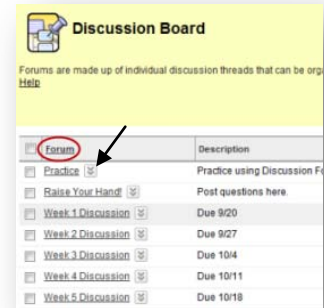 Discussion Board
Forums are made up of individual discussion threads that can be orga
Help
Forum Description
Practice Practice using Discussion Fo
Raise Your Hand! Post questions here.
Week 1 Discussion Due 9/20
Week 2 Discussion Due 9/27
Week 3 Discussion Due 10/4
Week 4 Discussion Due 10/11
Week 5 Discussion Due 10/18